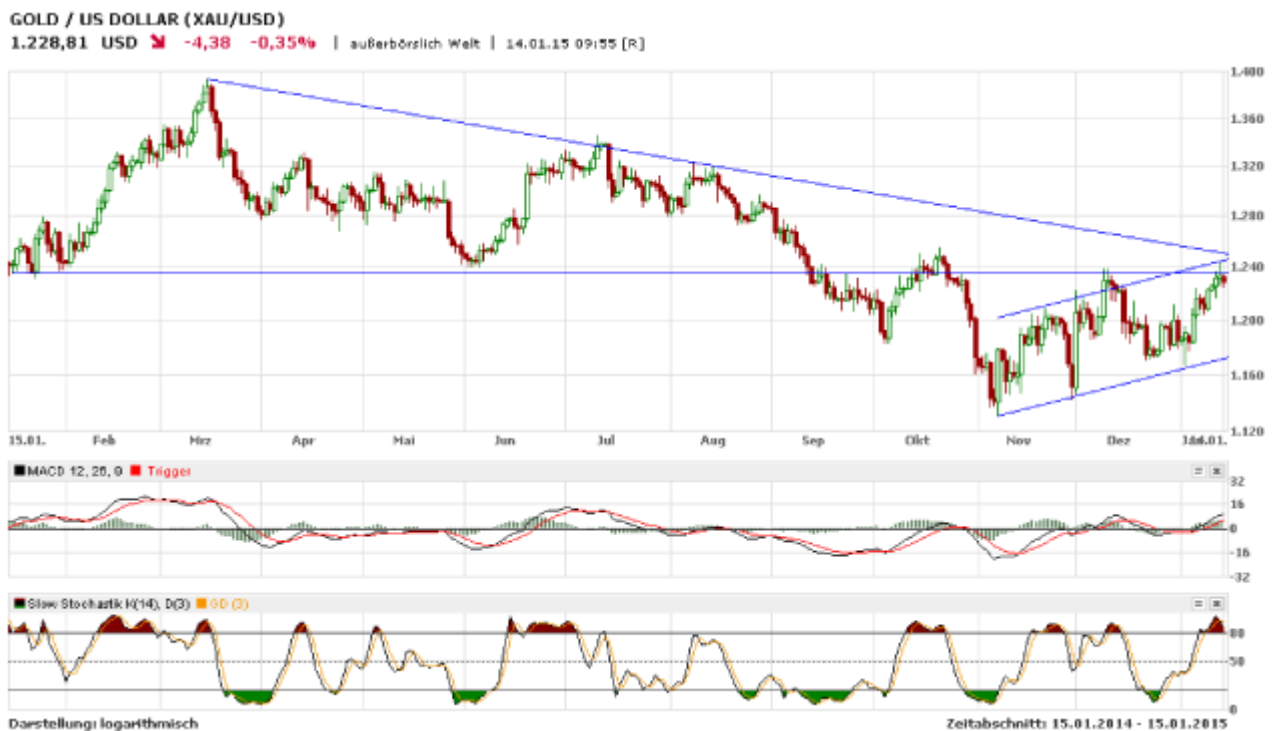 GOLD / US DOLLAR (XAU/USD)
1.228,81 USD -4,38 -0,35% | außerbörslich Welt | 14.01.15 09:55 [R]
1.400
1.360
1.320
1.280
1.240
1.200
1.160
1.120
15.01. Feb Mrz Apr Mai Jun Jul Aug Sep Okt Nov Dez
MACD 12, 26, 9 Trigger
32
16
0
-16
-32
Slow Stochastik K(14), D(3) GD (3)
80
50
0
Darstellung: logarithmisch Zeitabschnitt: 15.01.2014 - 15.01.2015